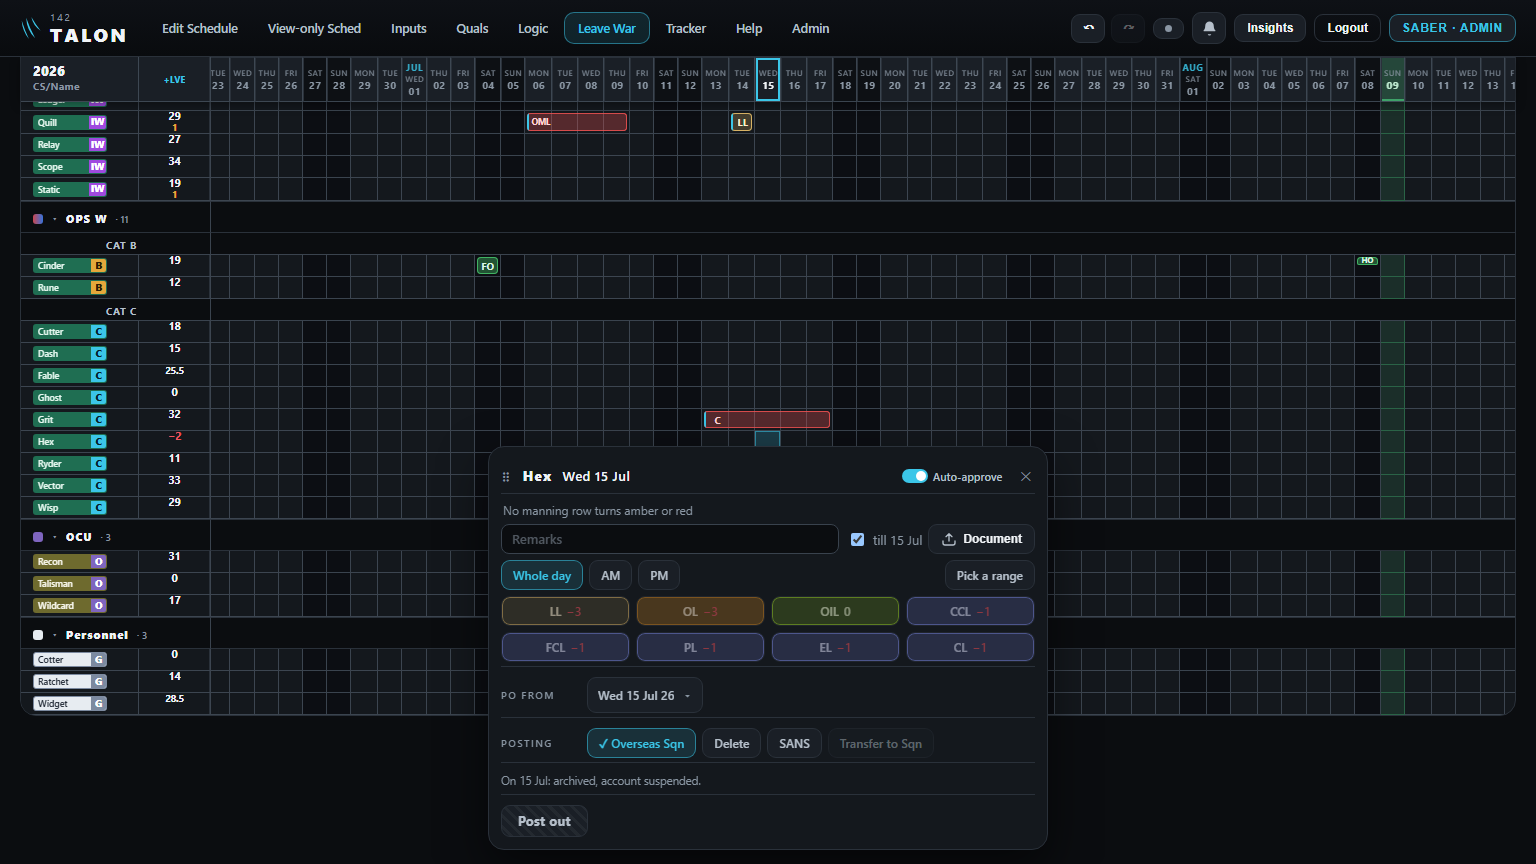 142
TALON
Edit Schedule
View-only Sched
Inputs
Quals
Logic
Leave War
Tracker
Help
Admin
Insights
Logout
SABER · ADMIN
2026
CS/Name
+LVE
TUE 23
WED 24
THU 25
FRI 26
SAT 27
SUN 28
MON 29
TUE 30
JUL WED 01
THU 02
FRI 03
SAT 04
SUN 05
MON 06
TUE 07
WED 08
THU 09
FRI 10
SAT 11
SUN 12
MON 13
TUE 14
WED 15
THU 16
FRI 17
SAT 18
SUN 19
MON 20
TUE 21
WED 22
THU 23
FRI 24
SAT 25
SUN 26
MON 27
TUE 28
WED 29
THU 30
FRI 31
AUG SAT 01
SUN 02
MON 03
TUE 04
WED 05
THU 06
FRI 07
SAT 08
SUN 09
MON 10
TUE 11
WED 12
THU 13
Quill IW 29 1 OML LL
Relay IW 27
Scope IW 34
Static IW 19 1
OPS W · 11
CAT B
Cinder B 19 FO HO
Rune B 12
CAT C
Cutter C 18
Dash C 15
Fable C 25.5
Ghost C 0
Grit C 32 C
Hex C −2
Ryder C 11
Vector C 33
Wisp C 29
OCU · 3
Recon O 31
Talisman O 0
Wildcard O 17
Personnel · 3
Cotter G 0
Ratchet G 14
Widget G 28.5
Hex Wed 15 Jul
Auto-approve
No manning row turns amber or red
Remarks
till 15 Jul
Document
Whole day
AM
PM
Pick a range
LL −3
OL −3
OIL 0
CCL −1
FCL −1
PL −1
EL −1
CL −1
PO FROM
Wed 15 Jul 26
POSTING
✓ Overseas Sqn
Delete
SANS
Transfer to Sqn
On 15 Jul: archived, account suspended.
Post out